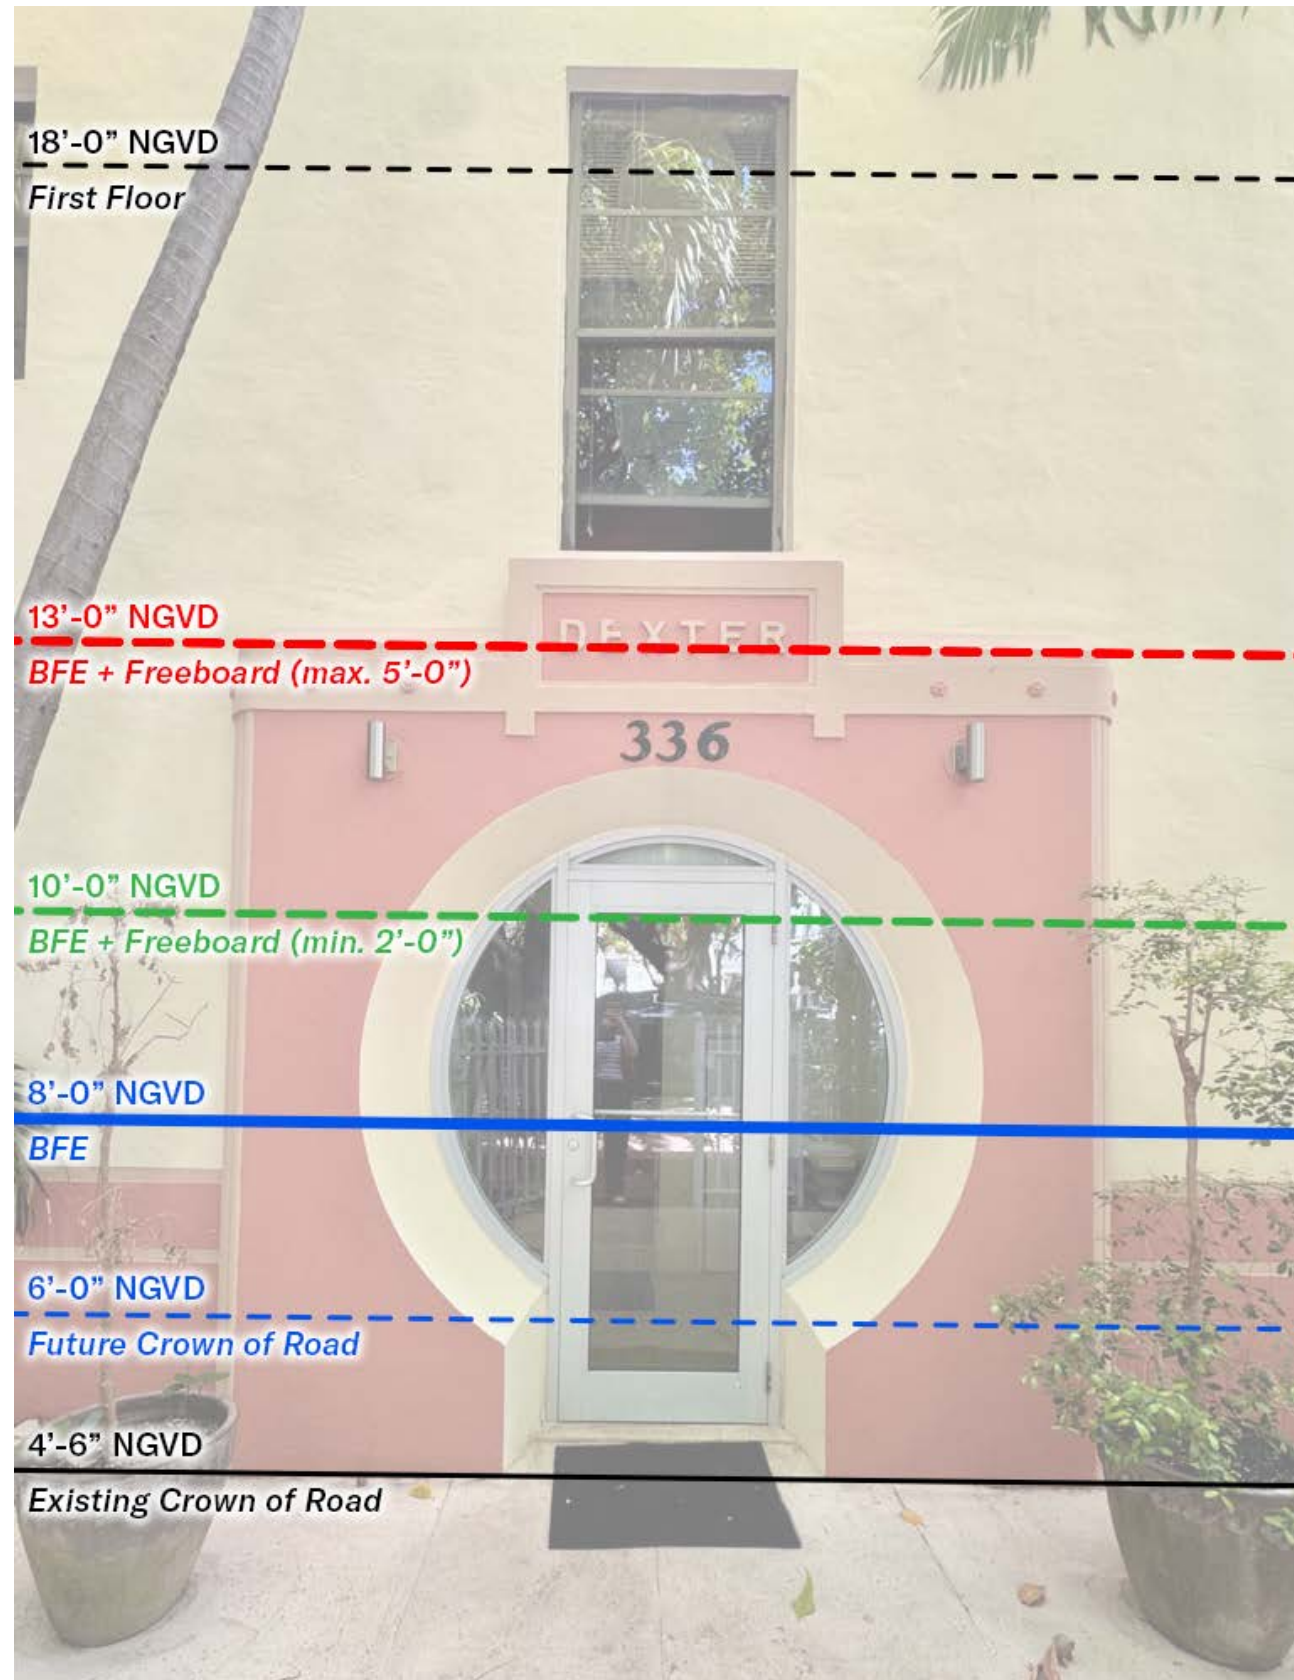 18’-0” NGVD
First Floor
13’-0” NGVD
DEXTER
BFE + Freeboard (max. 5’-0”)
336
10’-0” NGVD
BFE + Freeboard (min. 2’-0”)
8’-0” NGVD
BFE
6’-0” NGVD
Future Crown of Road
4’-6” NGVD
Existing Crown of Road